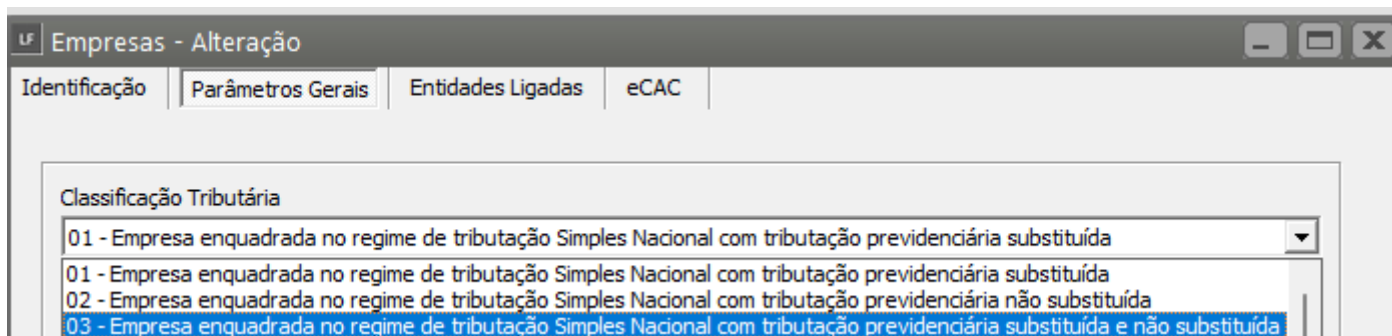 LF Empresas - Alteração
Identificação Parâmetros Gerais Entidades Ligadas eCAC
Classificação Tributária
01 - Empresa enquadrada no regime de tributação Simples Nacional com tributação previdenciária substituída
01 - Empresa enquadrada no regime de tributação Simples Nacional com tributação previdenciária substituída
02 - Empresa enquadrada no regime de tributação Simples Nacional com tributação previdenciária não substituída
03 - Empresa enquadrada no regime de tributação Simples Nacional com tributação previdenciária substituída e não substituída